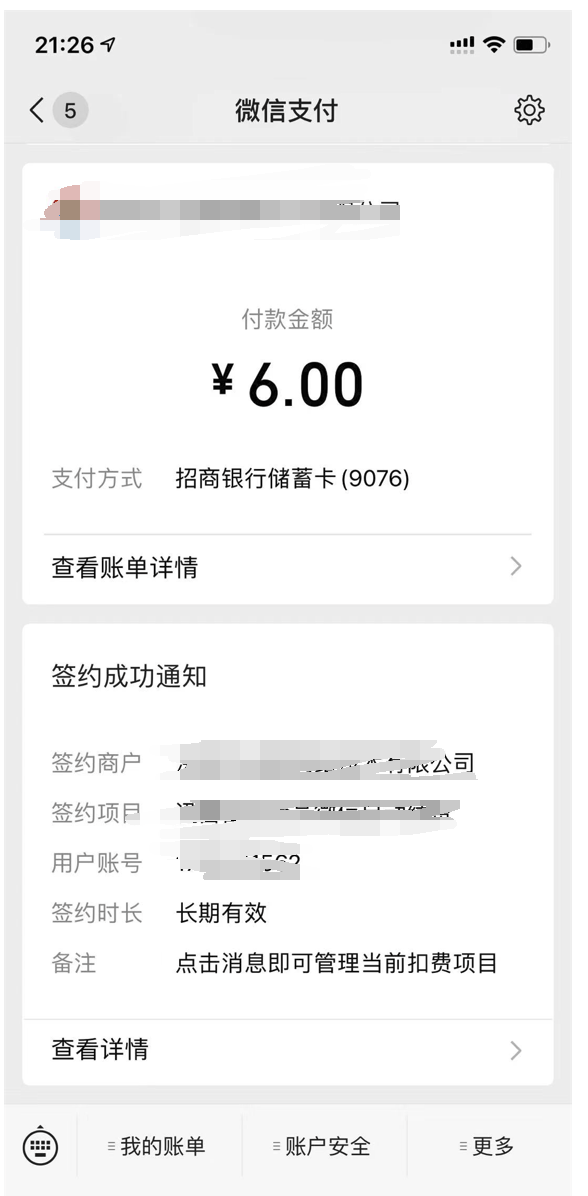 21:26
5 微信支付
付款金额
¥6.00
支付方式 招商银行储蓄卡(9076)
查看账单详情
签约成功通知
签约商户 有限公司
签约项目
用户账号
签约时长 长期有效
备注 点击消息即可管理当前扣费项目
查看详情
我的账单 账户安全 更多